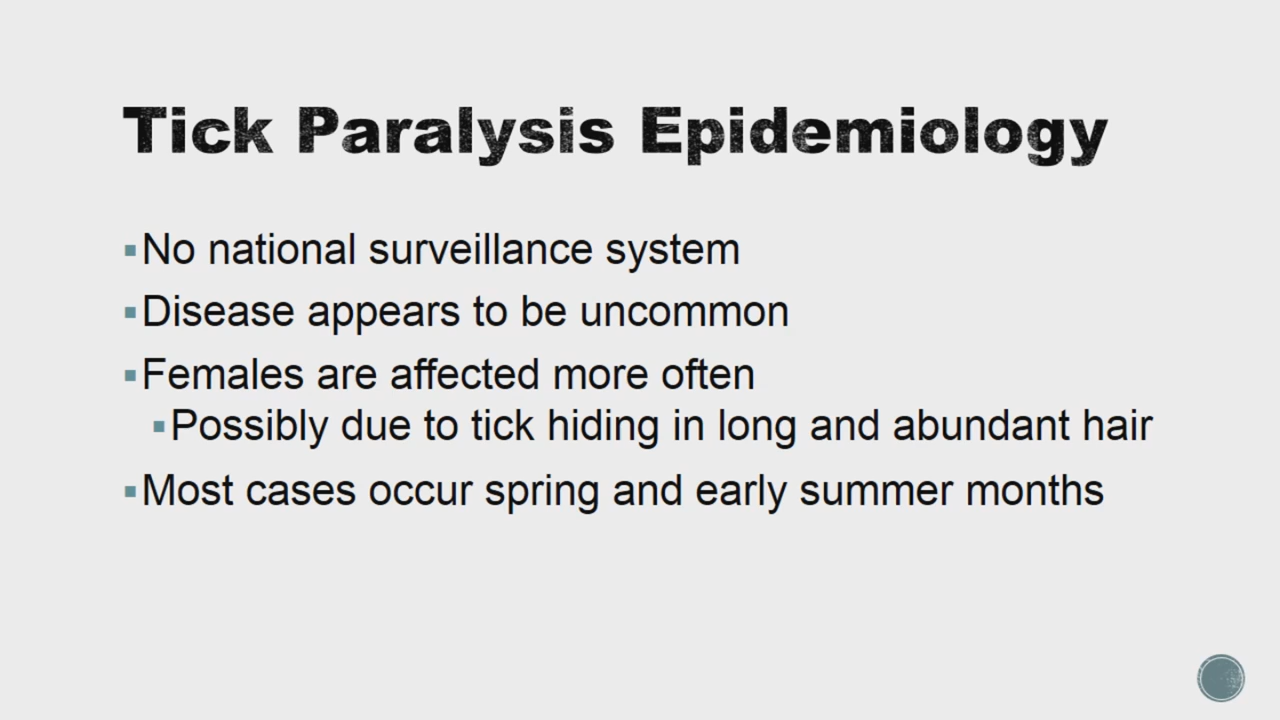 Tick Paralysis Epidemiology
▪No national surveillance system
▪Disease appears to be uncommon
▪Females are affected more often
▪Possibly due to tick hiding in long and abundant hair
▪Most cases occur spring and early summer months